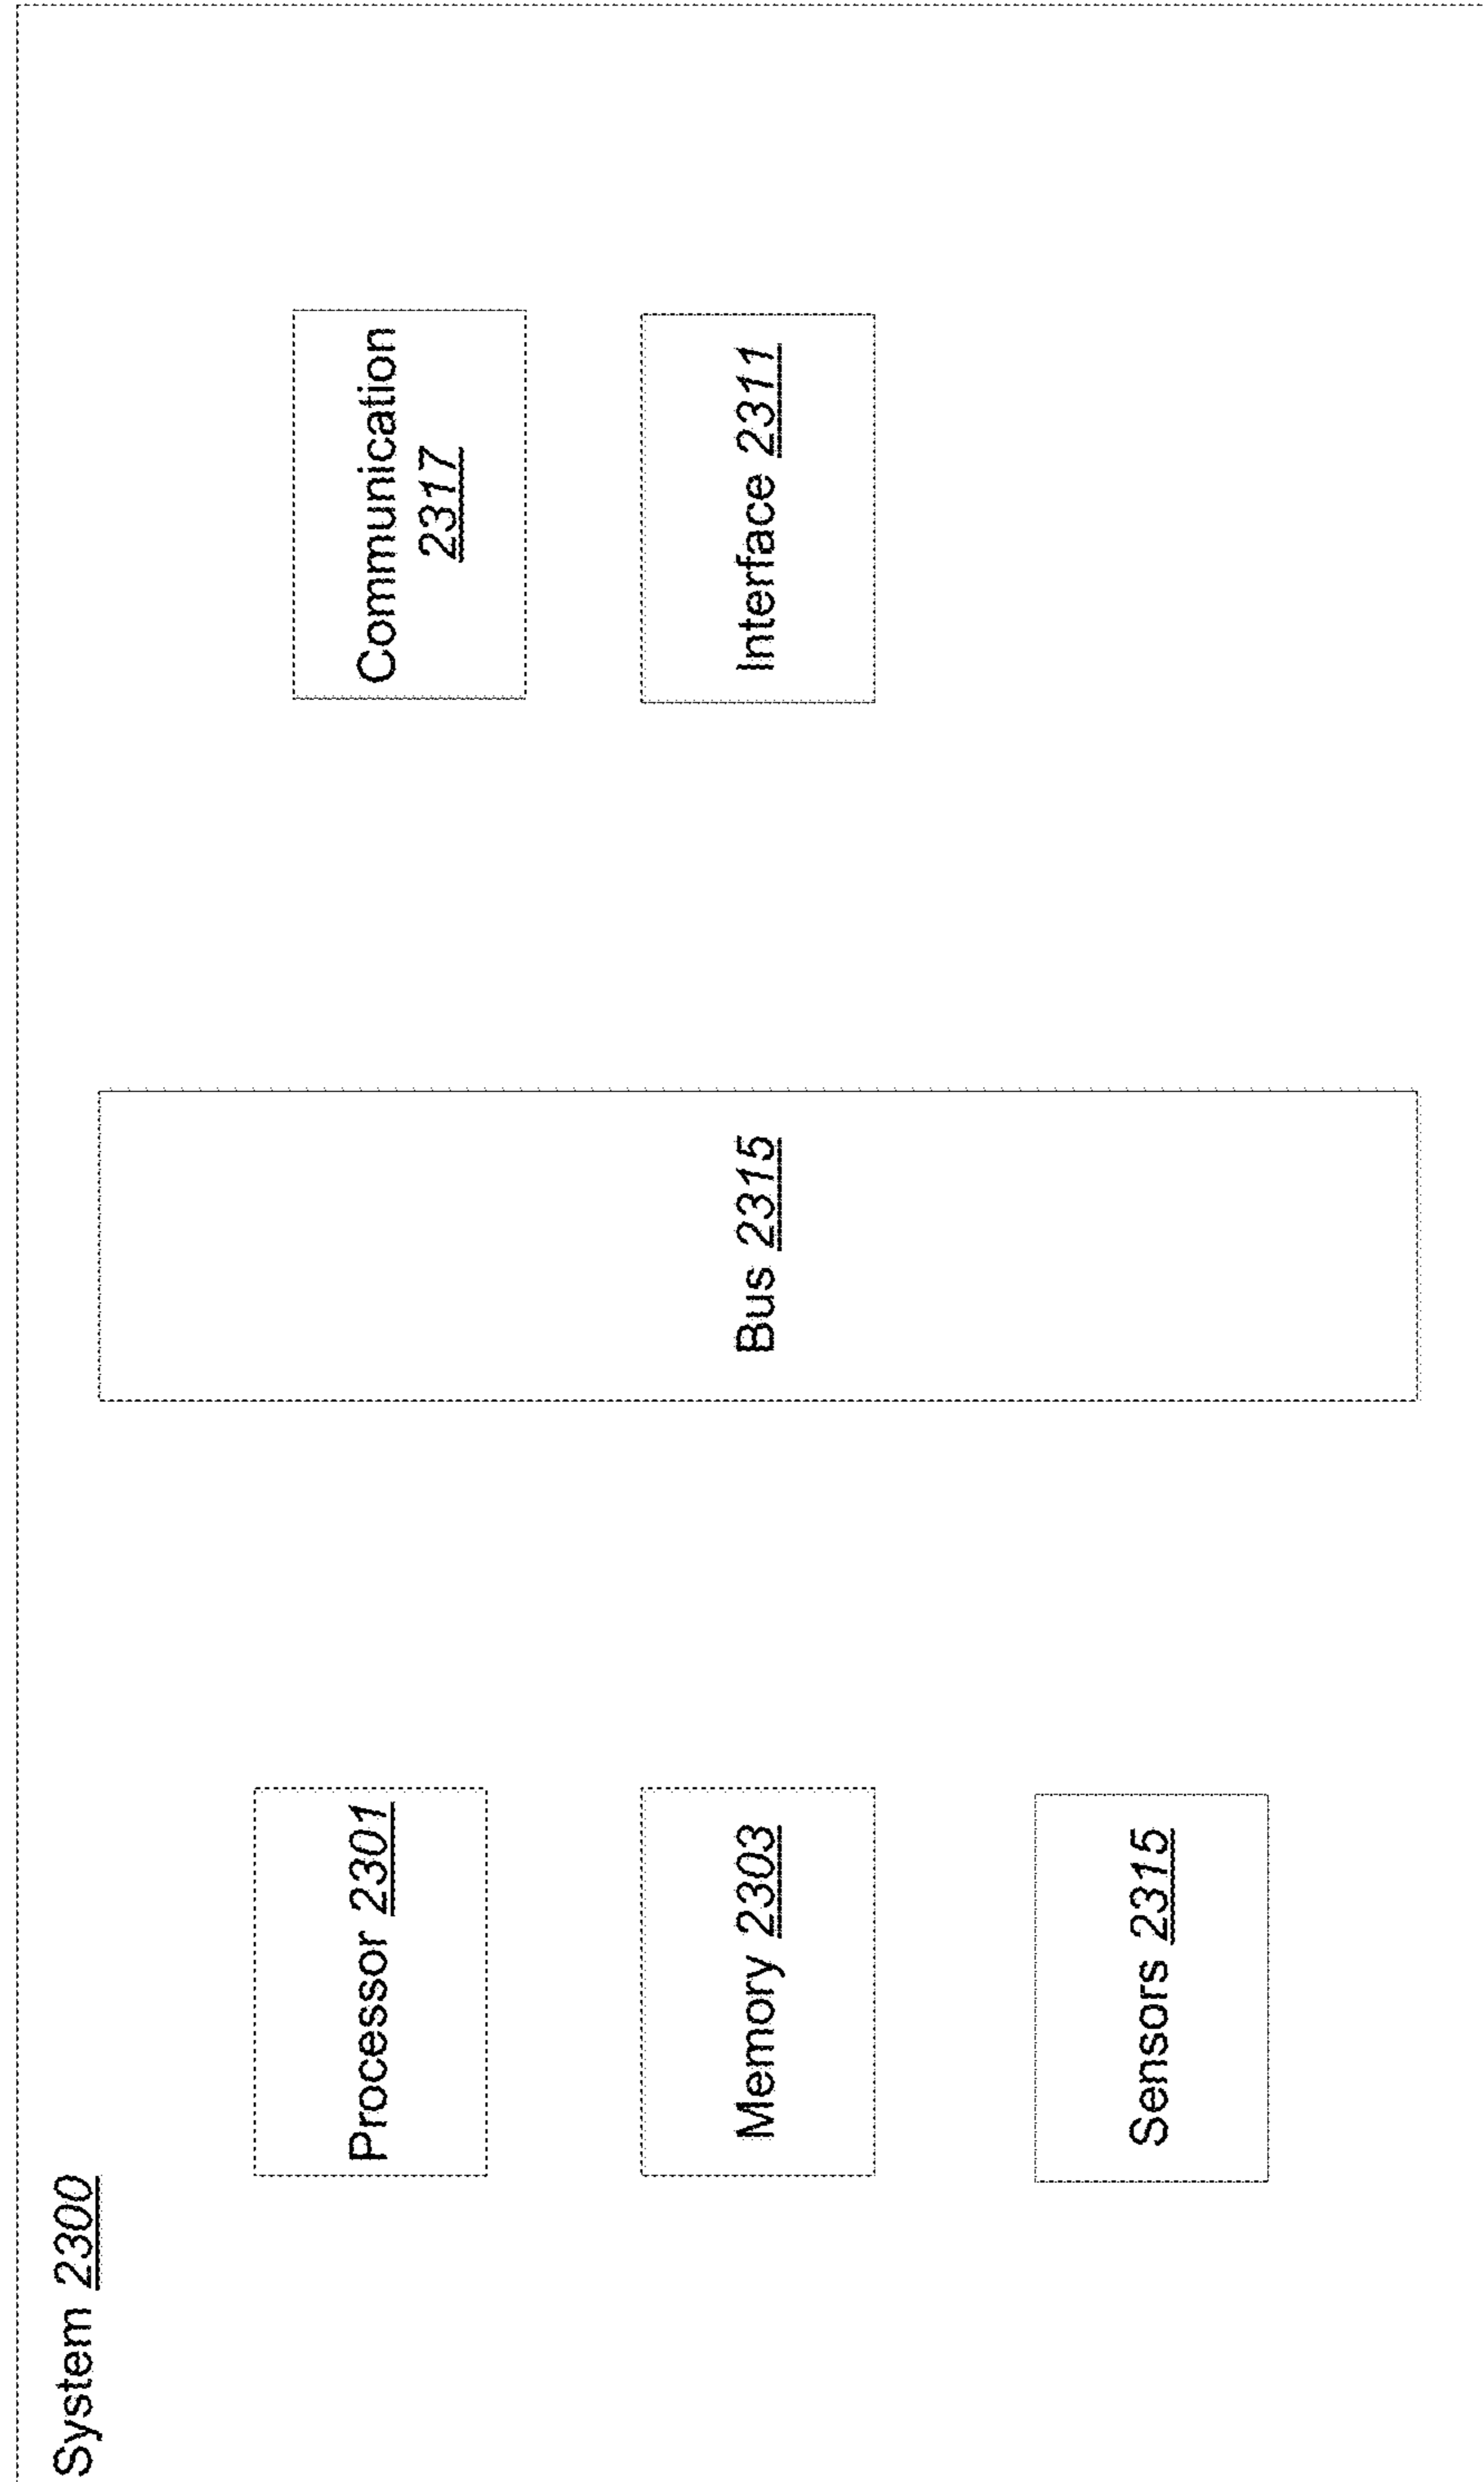 System 2300
Processor 2301
Memory 2303
Sensors 2315
Bus 2315
Communication
2317
Interface 2311